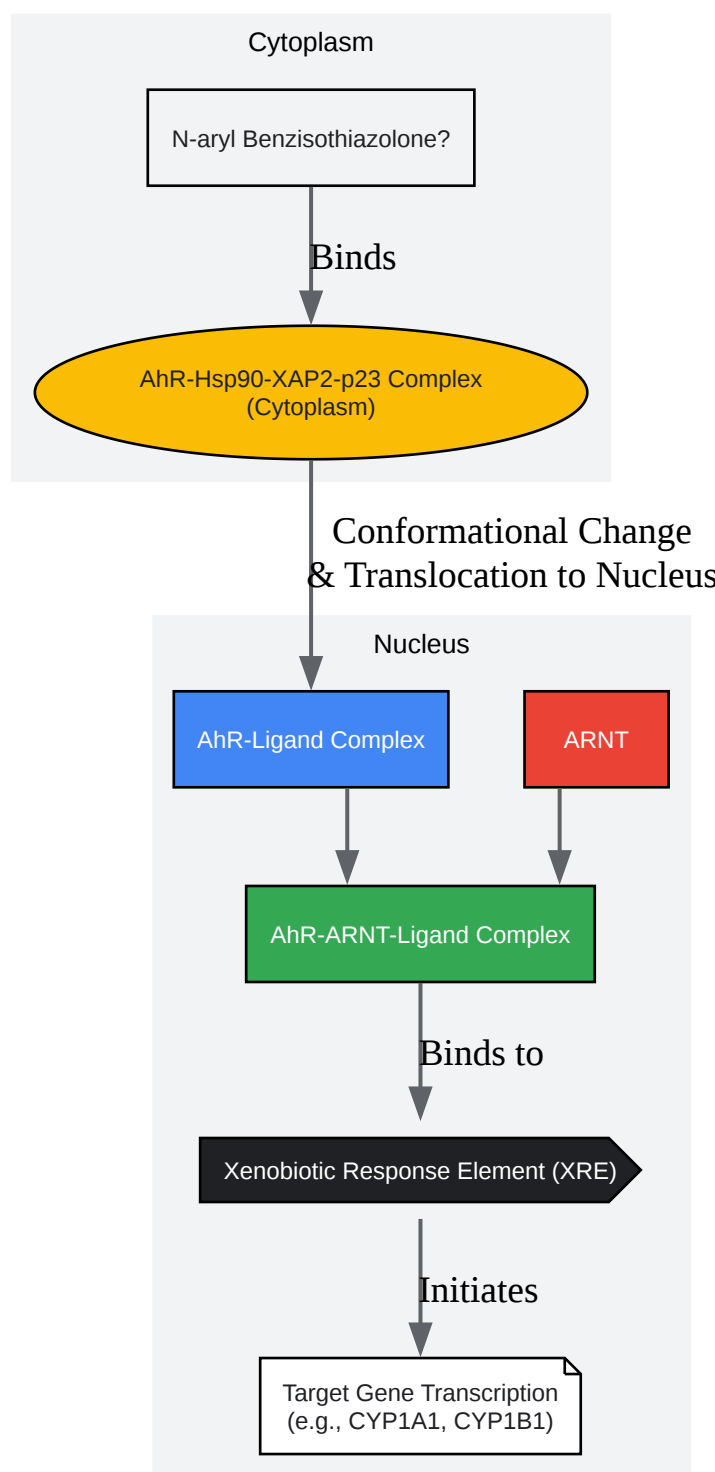 Cytoplasm
N-aryl Benzisothiazolone?
Binds
AhR-Hsp90-XAP2-p23 Complex
(Cytoplasm)
Conformational Change
& Translocation to Nucleus
Nucleus
AhR-Ligand Complex
ARNT
AhR-ARNT-Ligand Complex
Binds to
Xenobiotic Response Element (XRE)
Initiates
Target Gene Transcription
(e.g., CYP1A1, CYP1B1)